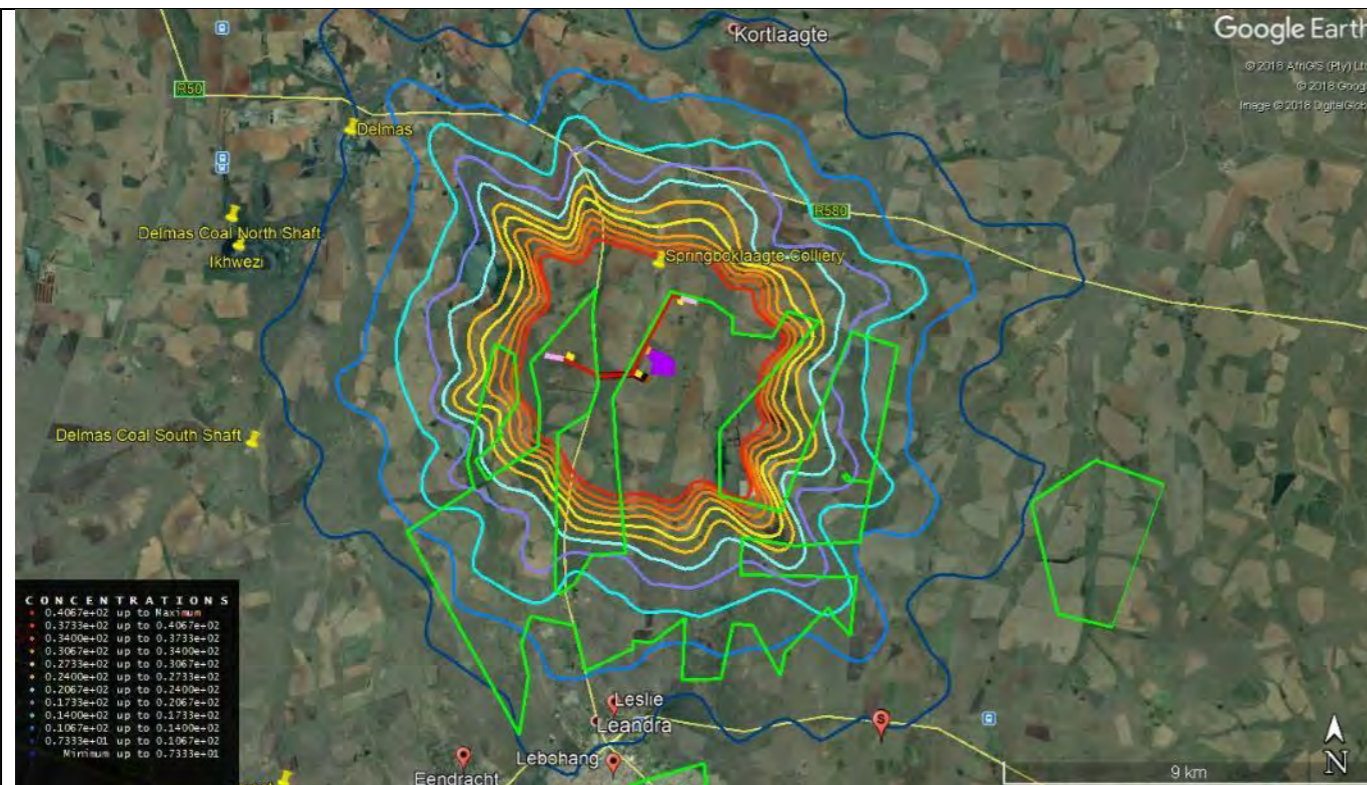 Kortlaagte
Google Earth
© 2018 AfriGIS (Pty) Ltd
© 2018 Googl
Image © 2018 DigitalGlob
R50
Delmas
R580
Delmas Coal North Shaft
Ikhwezi
Springboklaagte Colliery
Delmas Coal South Shaft
CONCENTRATIONS
0.4067e+02 up to Maximum
0.3733e+02 up to 0.4067e+02
0.3400e+02 up to 0.3733e+02
0.3067e+02 up to 0.3400e+02
0.2733e+02 up to 0.3067e+02
0.2400e+02 up to 0.2733e+02
0.2067e+02 up to 0.2400e+02
0.1733e+02 up to 0.2067e+02
0.1400e+02 up to 0.1733e+02
0.1067e+02 up to 0.1400e+02
0.7333e+01 up to 0.1067e+02
Minimum up to 0.7333e+01
Leslie
Leandra
S
Lebohang
Eendracht
9 km
N